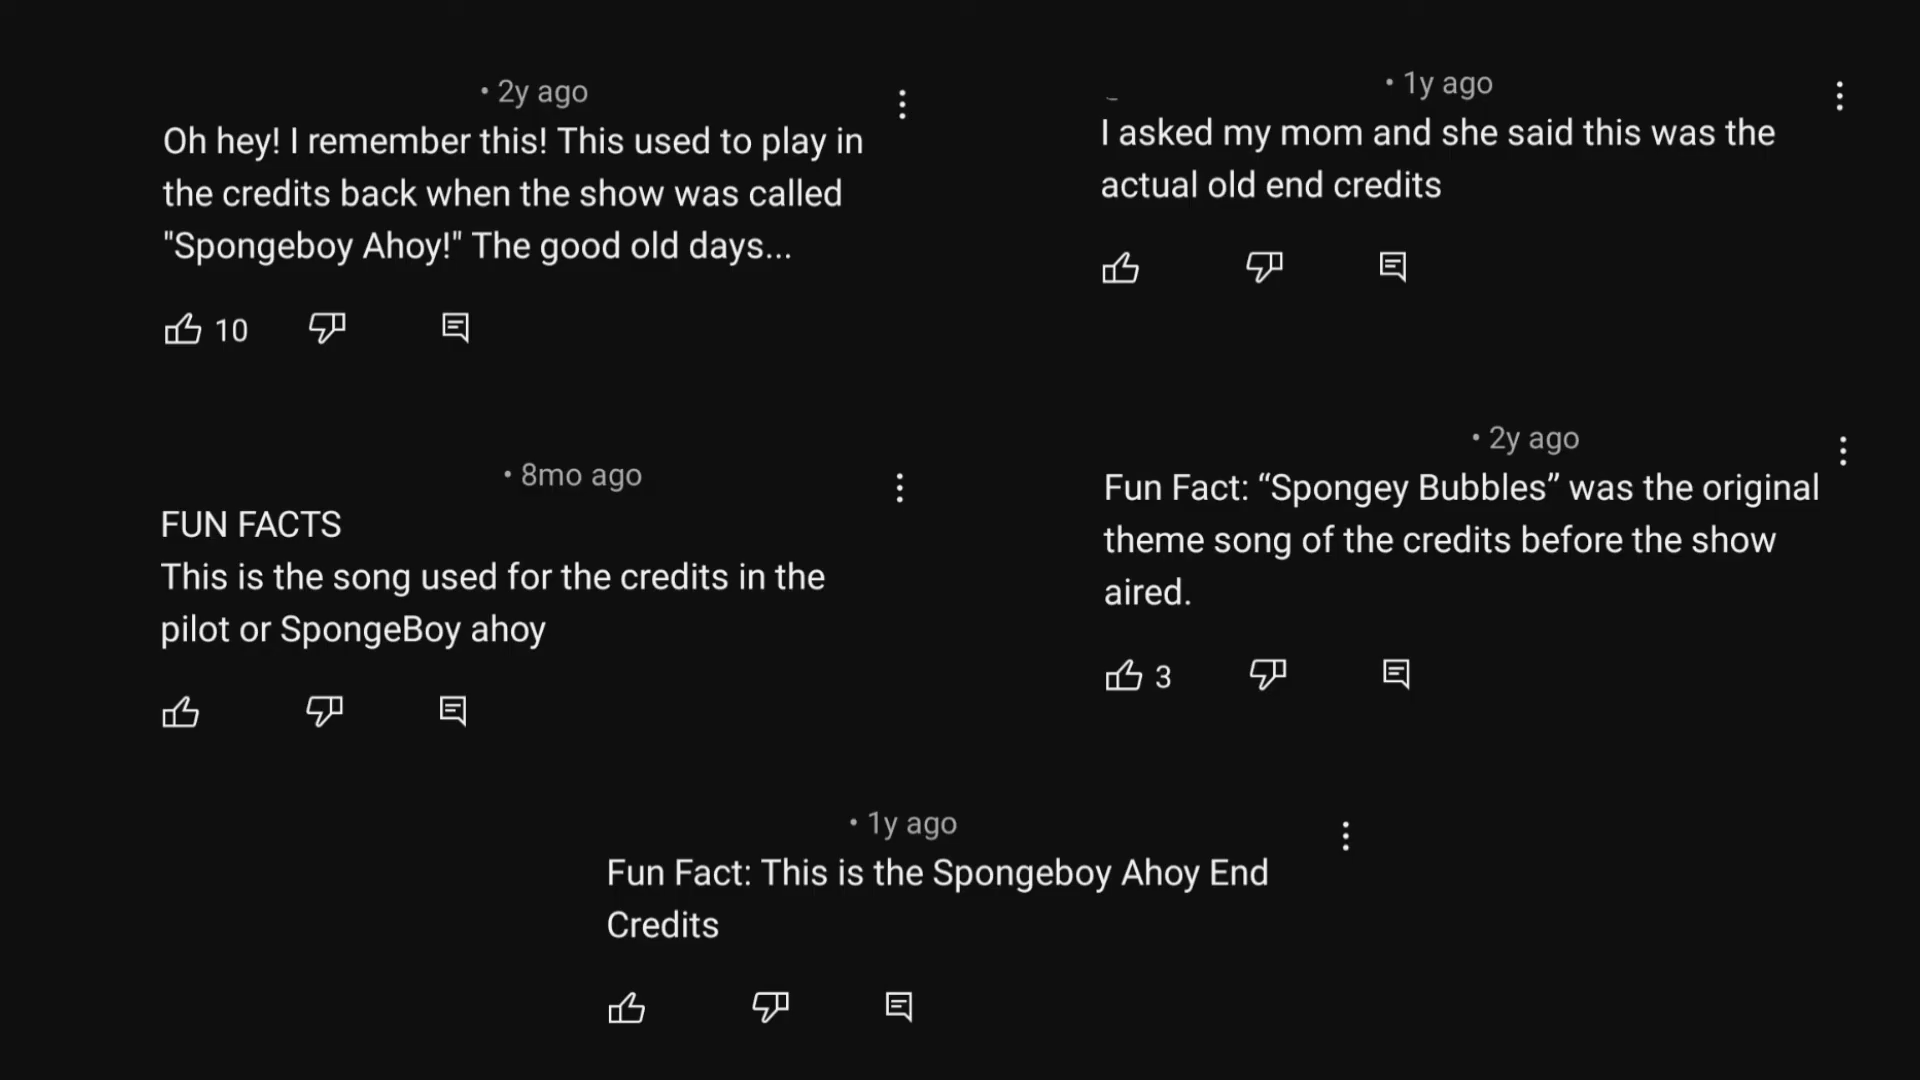 • 2y ago
Oh hey! I remember this! This used to play in
the credits back when the show was called
"Spongeboy Ahoy!" The good old days...
10
• 1y ago
I asked my mom and she said this was the
actual old end credits
• 8mo ago
FUN FACTS
This is the song used for the credits in the
pilot or SpongeBoy ahoy
• 2y ago
Fun Fact: “Spongey Bubbles” was the original
theme song of the credits before the show
aired.
3
• 1y ago
Fun Fact: This is the Spongeboy Ahoy End
Credits